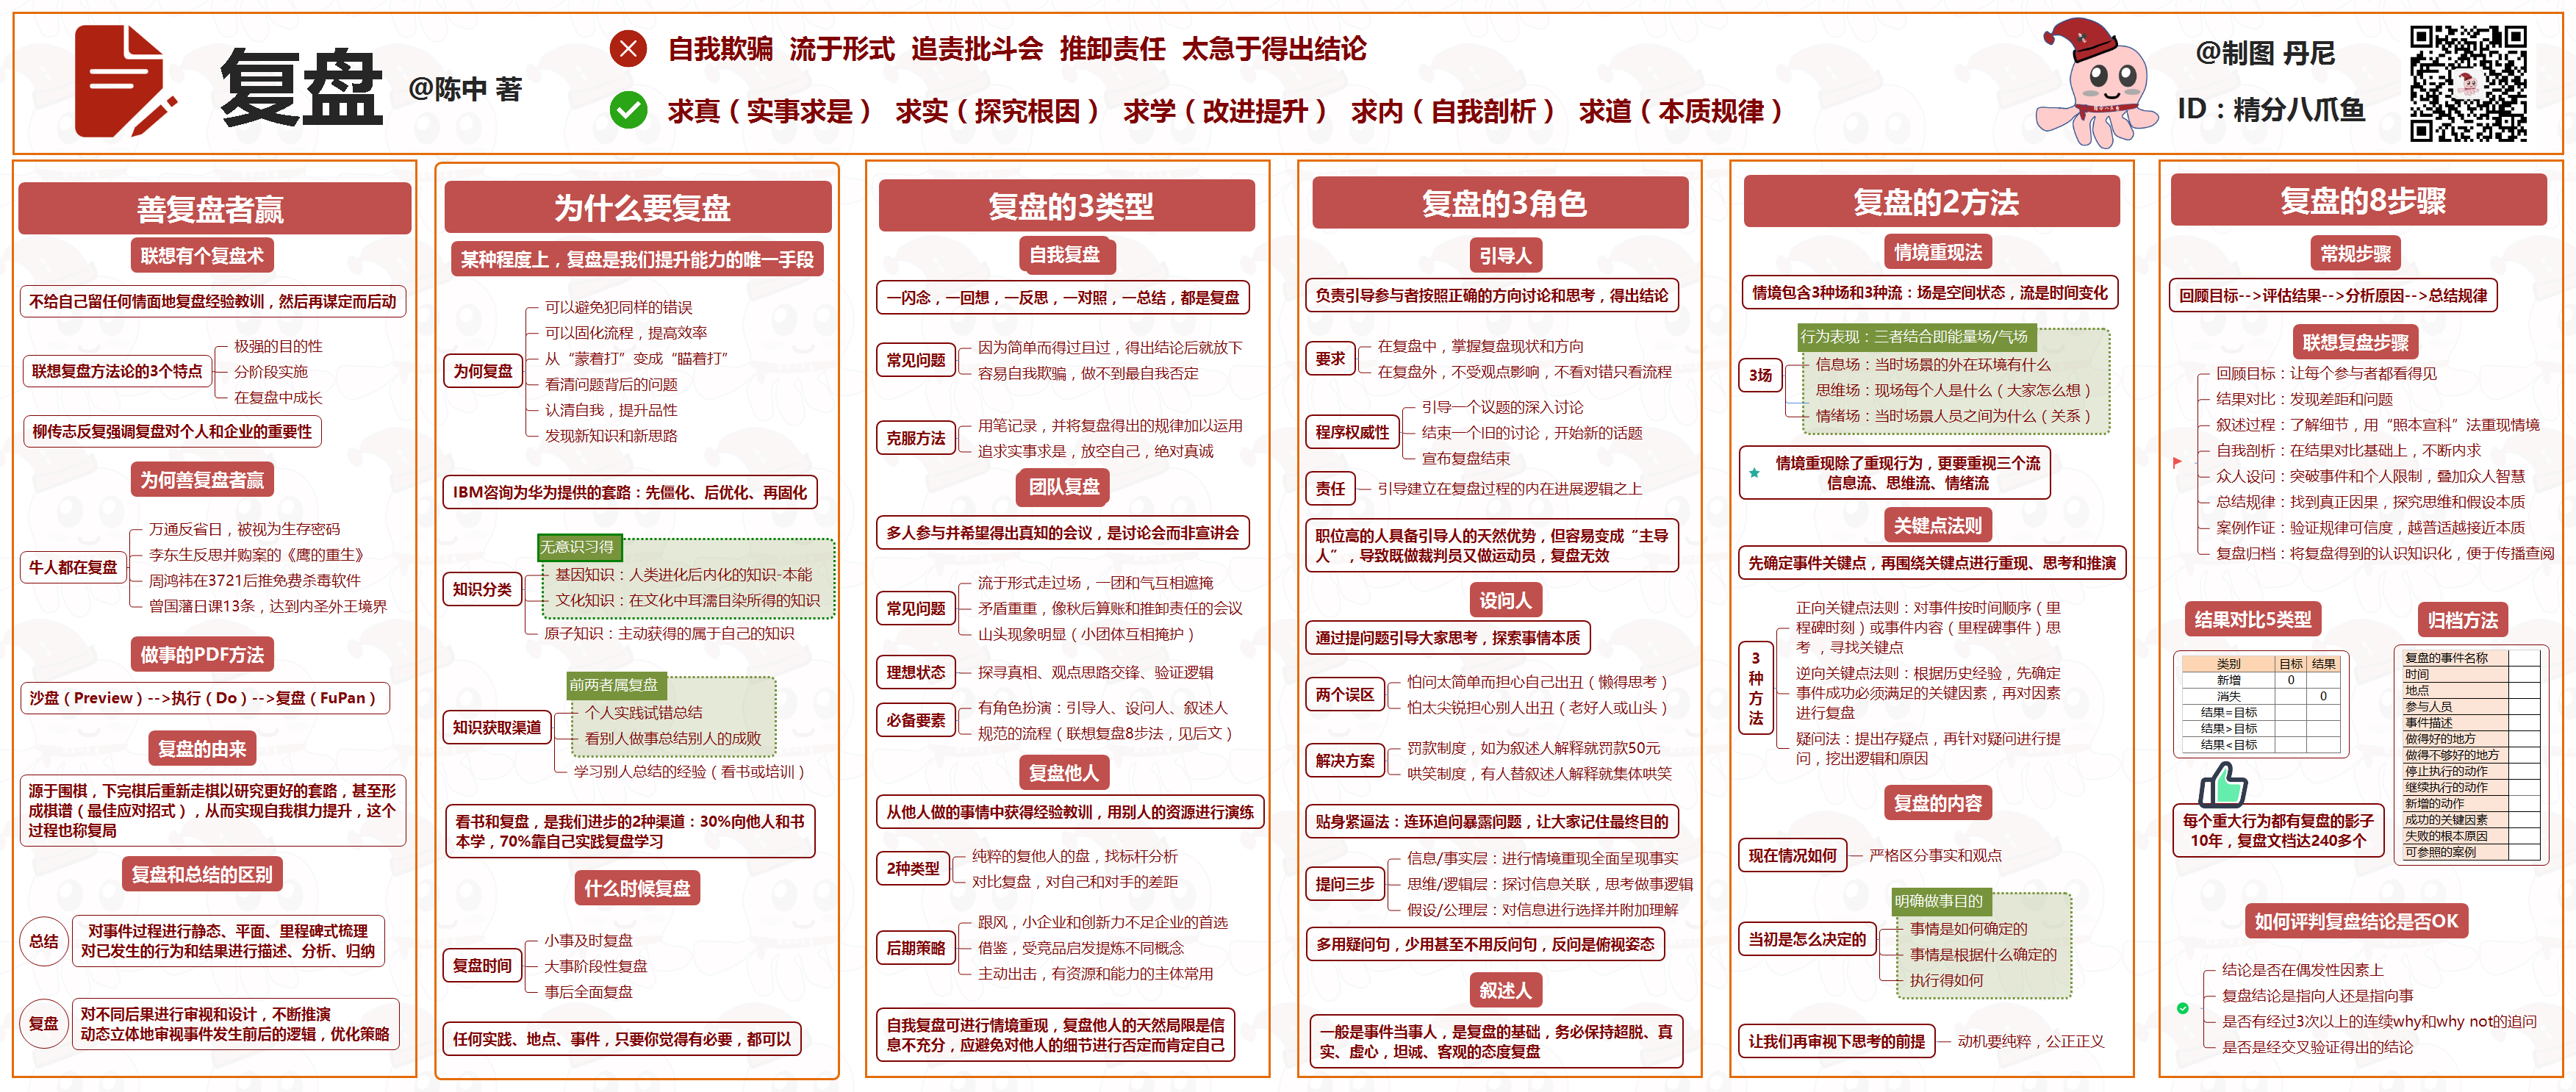 复盘
@陈中 著
自我欺骗 流于形式 追责批斗会 推卸责任 太急于得出结论
求真（实事求是） 求实（探究根因） 求学（改进提升） 求内（自我剖析） 求道（本质规律）
@制图 丹尼
ID：精分八爪鱼
善复盘者赢
联想有个复盘术
不给自己留任何情面地复盘经验教训，然后再谋定而后动
联想复盘方法论的3个特点
极强的目的性
分阶段实施
在复盘中成长
柳传志反复强调复盘对个人和企业的重要性
为何善复盘者赢
牛人都在复盘
万通反省日，被视为生存密码
李东生反思并购案的《鹰的重生》
周鸿祎在3721后推免费杀毒软件
曾国藩日课13条，达到内圣外王境界
做事的PDF方法
沙盘（Preview）-->执行（Do）-->复盘（FuPan）
复盘的由来
源于围棋，下完棋后重新走棋以研究更好的套路，甚至形
成棋谱（最佳应对招式），从而实现自我棋力提升，这个
过程也称复局
复盘和总结的区别
总结
对事件过程进行静态、平面、里程碑式梳理
对已发生的行为和结果进行描述、分析、归纳
复盘
对不同后果进行审视和设计，不断推演
动态立体地审视事件发生前后的逻辑，优化策略
为什么要复盘
某种程度上，复盘是我们提升能力的唯一手段
为何复盘
可以避免犯同样的错误
可以固化流程，提高效率
从“蒙着打”变成“瞄着打”
看清问题背后的问题
认清自我，提升品性
发现新知识和新思路
IBM咨询为华为提供的套路：先僵化、后优化、再固化
知识分类
无意识习得
基因知识：人类进化后内化的知识-本能
文化知识：在文化中耳濡目染所得的知识
原子知识：主动获得的属于自己的知识
知识获取渠道
前两者属复盘
个人实践试错总结
看别人做事总结别人的成败
学习别人总结的经验（看书或培训）
看书和复盘，是我们进步的2种渠道：30%向他人和书
本学，70%靠自己实践复盘学习
什么时候复盘
复盘时间
小事及时复盘
大事阶段性复盘
事后全面复盘
任何实践、地点、事件，只要你觉得有必要，都可以
复盘的3类型
自我复盘
一闪念，一回想，一反思，一对照，一总结，都是复盘
常见问题
因为简单而得过且过，得出结论后就放下
容易自我欺骗，做不到最自我否定
克服方法
用笔记录，并将复盘得出的规律加以运用
追求实事求是，放空自己，绝对真诚
团队复盘
多人参与并希望得出真知的会议，是讨论会而非宣讲会
常见问题
流于形式走过场，一团和气互相遮掩
矛盾重重，像秋后算账和推卸责任的会议
山头现象明显（小团体互相掩护）
理想状态
探寻真相、观点思路交锋、验证逻辑
必备要素
有角色扮演：引导人、设问人、叙述人
规范的流程（联想复盘8步法，见后文）
复盘他人
从他人做的事情中获得经验教训，用别人的资源进行演练
2种类型
纯粹的复他人的盘，找标杆分析
对比复盘，对自己和对手的差距
后期策略
跟风，小企业和创新力不足企业的首选
借鉴，受竞品启发提炼不同概念
主动出击，有资源和能力的主体常用
自我复盘可进行情境重现，复盘他人的天然局限是信
息不充分，应避免对他人的细节进行否定而肯定自己
复盘的3角色
引导人
负责引导参与者按照正确的方向讨论和思考，得出结论
要求
在复盘中，掌握复盘现状和方向
在复盘外，不受观点影响，不看对错只看流程
程序权威性
引导一个议题的深入讨论
结束一个旧的讨论，开始新的话题
宣布复盘结束
责任
引导建立在复盘过程的内在进展逻辑之上
职位高的人具备引导人的天然优势，但容易变成“主导
人”，导致既做裁判员又做运动员，复盘无效
设问人
通过提问题引导大家思考，探索事情本质
两个误区
怕问太简单而担心自己出丑（懒得思考）
怕太尖锐担心别人出丑（老好人或山头）
解决方案
罚款制度，如为叙述人解释就罚款50元
哄笑制度，有人替叙述人解释就集体哄笑
贴身紧逼法：连环追问暴露问题，让大家记住最终目的
提问三步
信息/事实层：进行情境重现全面呈现事实
思维/逻辑层：探讨信息关联，思考做事逻辑
假设/公理层：对信息进行选择并附加理解
多用疑问句，少用甚至不用反问句，反问是俯视姿态
叙述人
一般是事件当事人，是复盘的基础，务必保持超脱、真
实、虚心，坦诚、客观的态度复盘
复盘的2方法
情境重现法
情境包含3种场和3种流：场是空间状态，流是时间变化
3场
行为表现：三者结合即能量场/气场
信息场：当时场景的外在环境有什么
思维场：现场每个人是什么（大家怎么想）
情绪场：当时场景人员之间为什么（关系）
情境重现除了重现行为，更要重视三个流
信息流、思维流、情绪流
关键点法则
先确定事件关键点，再围绕关键点进行重现、思考和推演
3种方法
正向关键点法则：对事件按时间顺序（里
程碑时刻）或事件内容（里程碑事件）思
考 ，寻找关键点
逆向关键点法则：根据历史经验，先确定
事件成功必须满足的关键因素，再对因素
进行复盘
疑问法：提出存疑点，再针对疑问进行提
问，挖出逻辑和原因
复盘的内容
现在情况如何
严格区分事实和观点
当初是怎么决定的
明确做事目的
事情是如何确定的
事情是根据什么确定的
执行得如何
让我们再审视下思考的前提
动机要纯粹，公正正义
复盘的8步骤
常规步骤
回顾目标-->评估结果-->分析原因-->总结规律
联想复盘步骤
回顾目标：让每个参与者都看得见
结果对比：发现差距和问题
叙述过程：了解细节，用“照本宣科”法重现情境
自我剖析：在结果对比基础上，不断内求
众人设问：突破事件和个人限制，叠加众人智慧
总结规律：找到真正因果，探究思维和假设本质
案例作证：验证规律可信度，越普适越接近本质
复盘归档：将复盘得到的认识知识化，便于传播查阅
结果对比5类型
类别 目标 结果
新增 0
消失 0
结果=目标
结果>目标
结果<目标
每个重大行为都有复盘的影子
10年，复盘文档达240多个
归档方法
复盘的事件名称
时间
地点
参与人员
事件描述
做得好的地方
做得不够好的地方
停止执行的动作
继续执行的动作
新增的动作
成功的关键因素
失败的根本原因
可参照的案例
如何评判复盘结论是否OK
结论是否在偶发性因素上
复盘结论是指向人还是指向事
是否有经过3次以上的连续why和why not的追问
是否是经交叉验证得出的结论